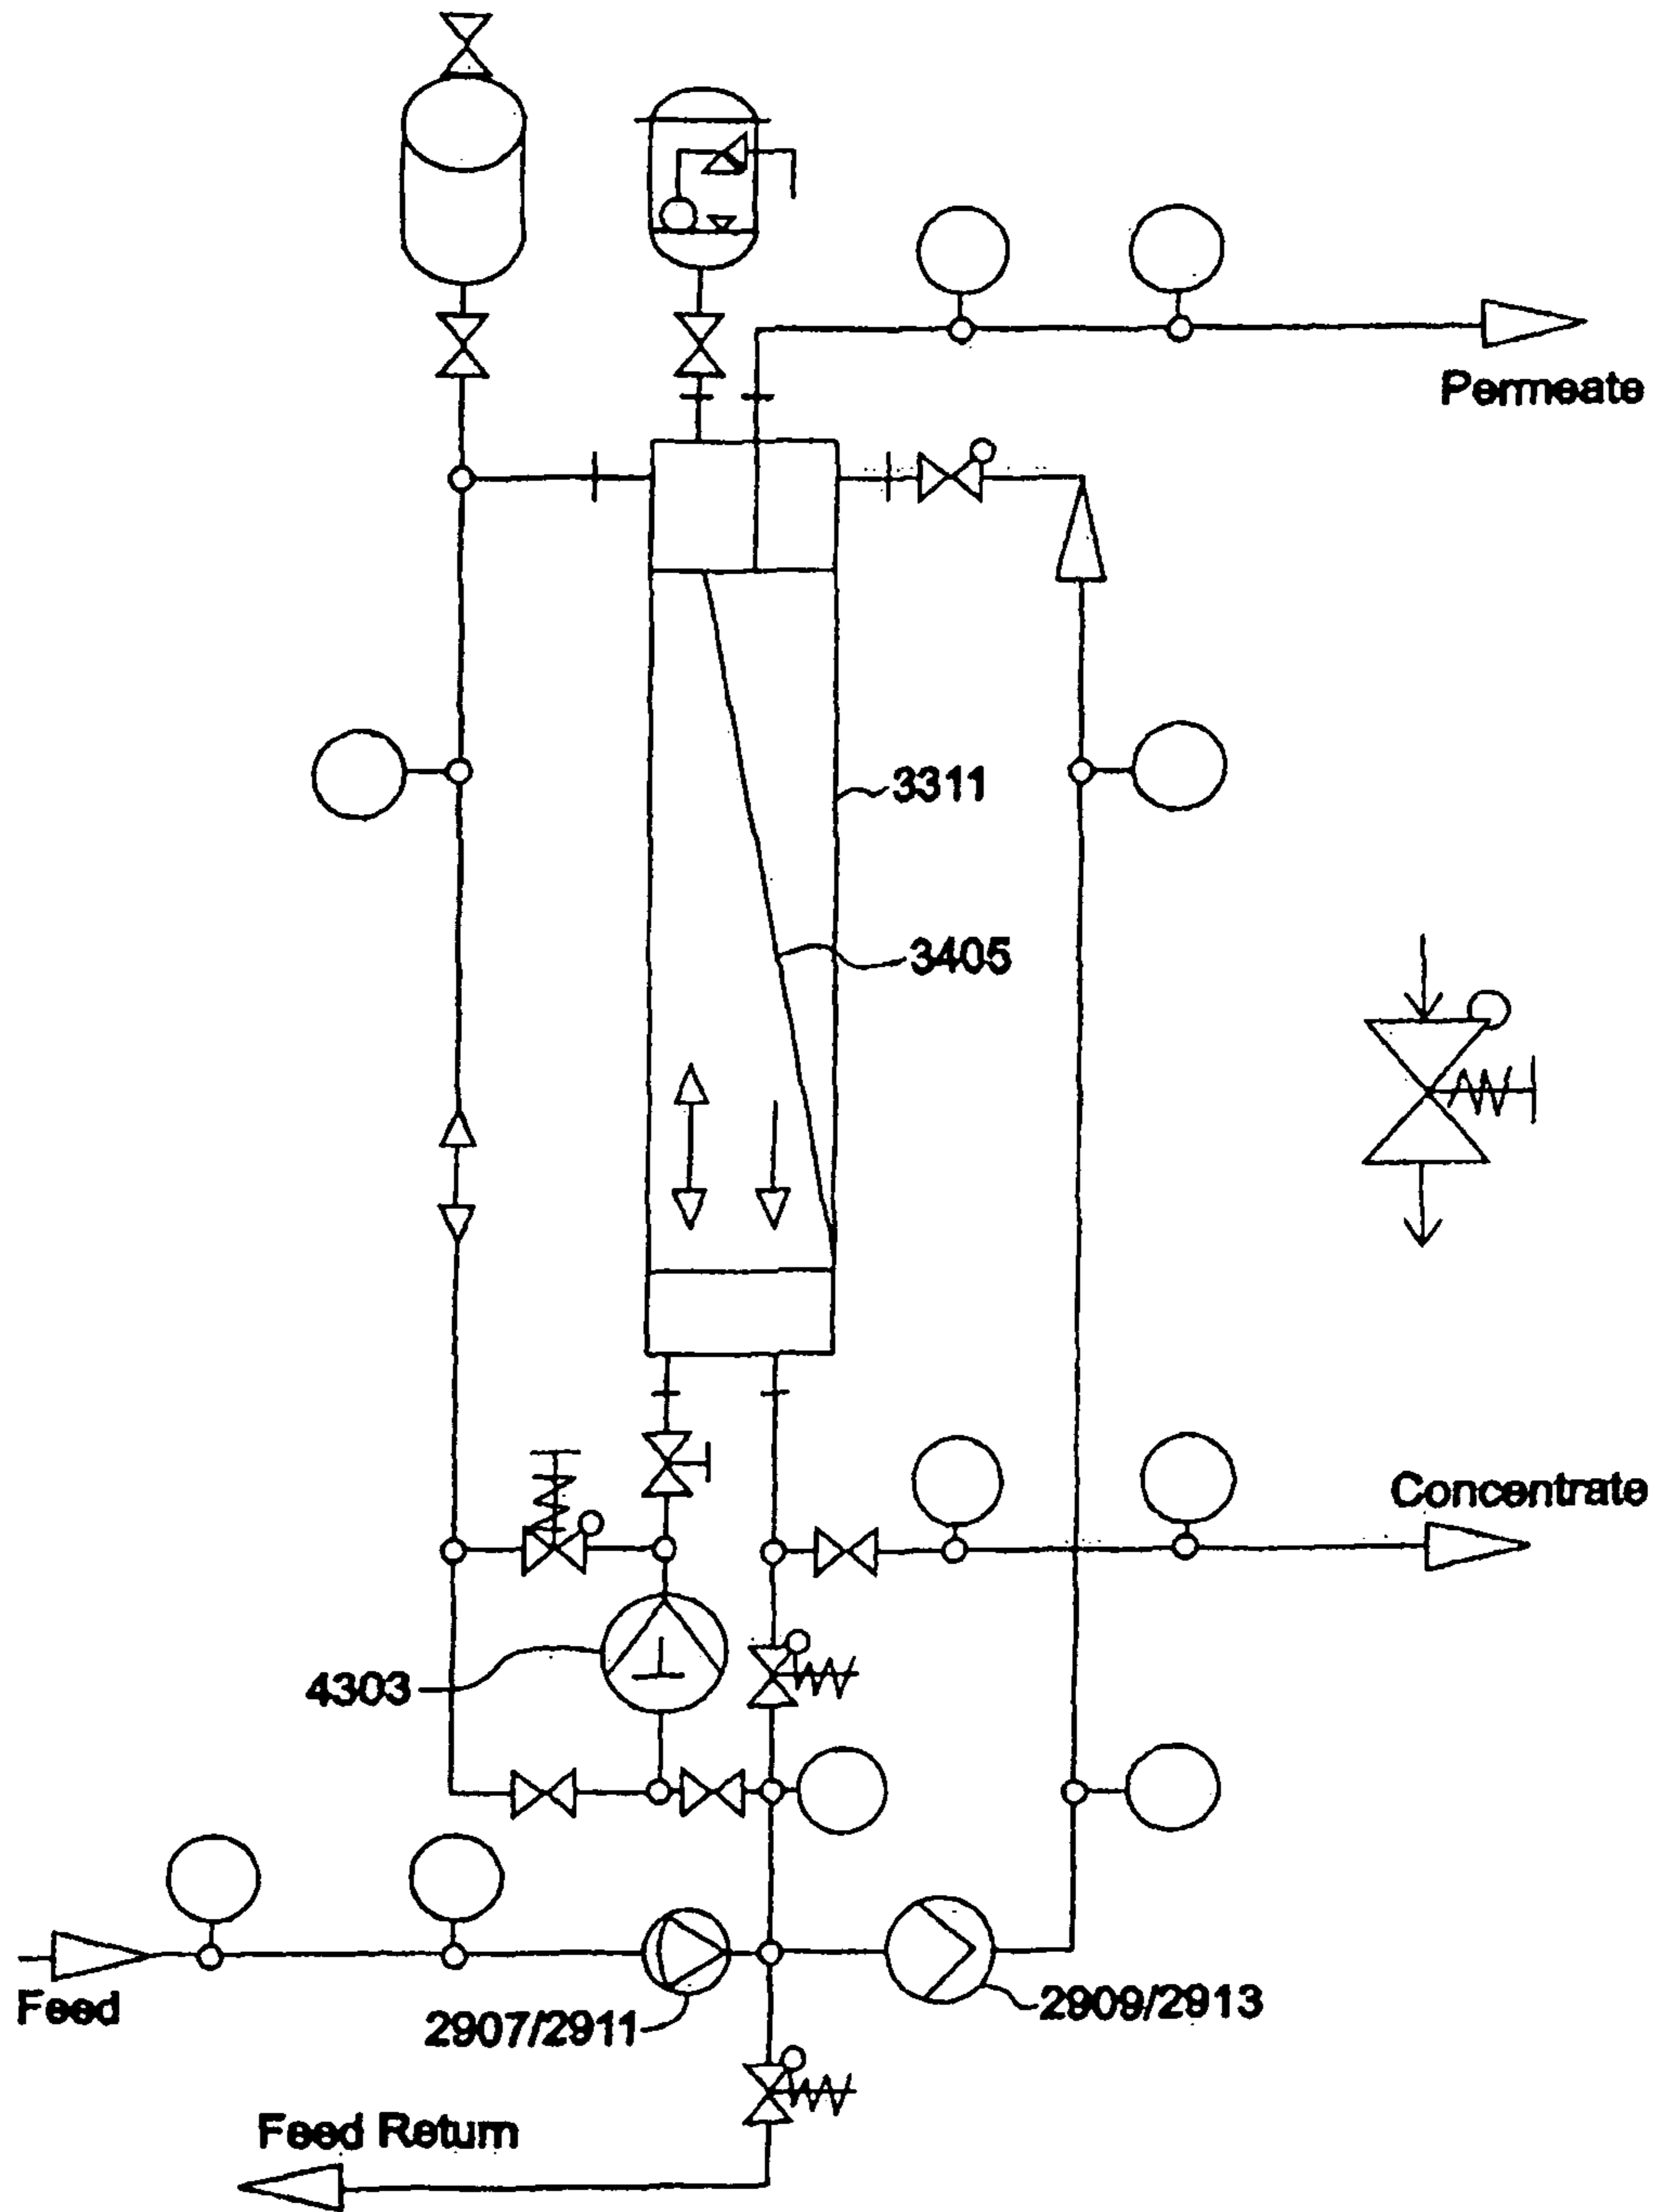 Permeate
3311
3405
Concentrate
4303
Feed
2907/2911
2909/2913
Feed Return